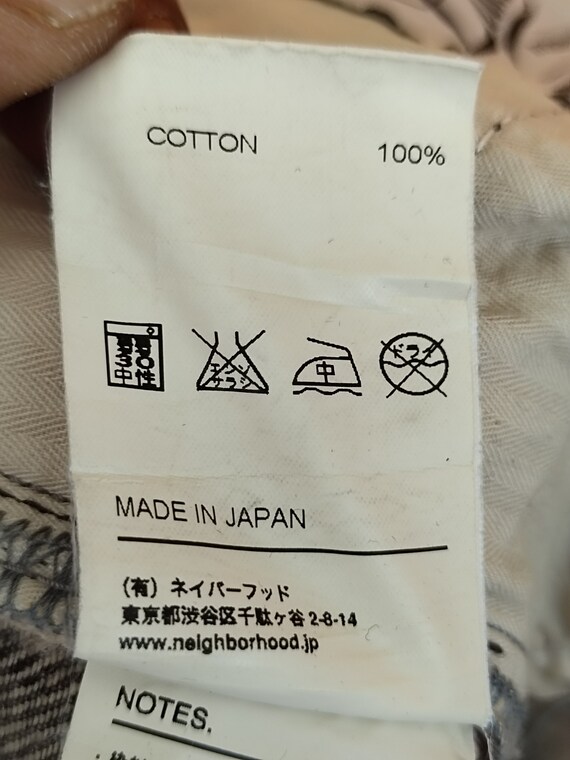 COTTON 100%
弱 弱
30
中性
エンソ
サラシ
中
ドライ
MADE IN JAPAN
(有) ネイバーフッド
東京都渋谷区千駄ヶ谷 2-8-14
www.neighborhood.jp
NOTES.